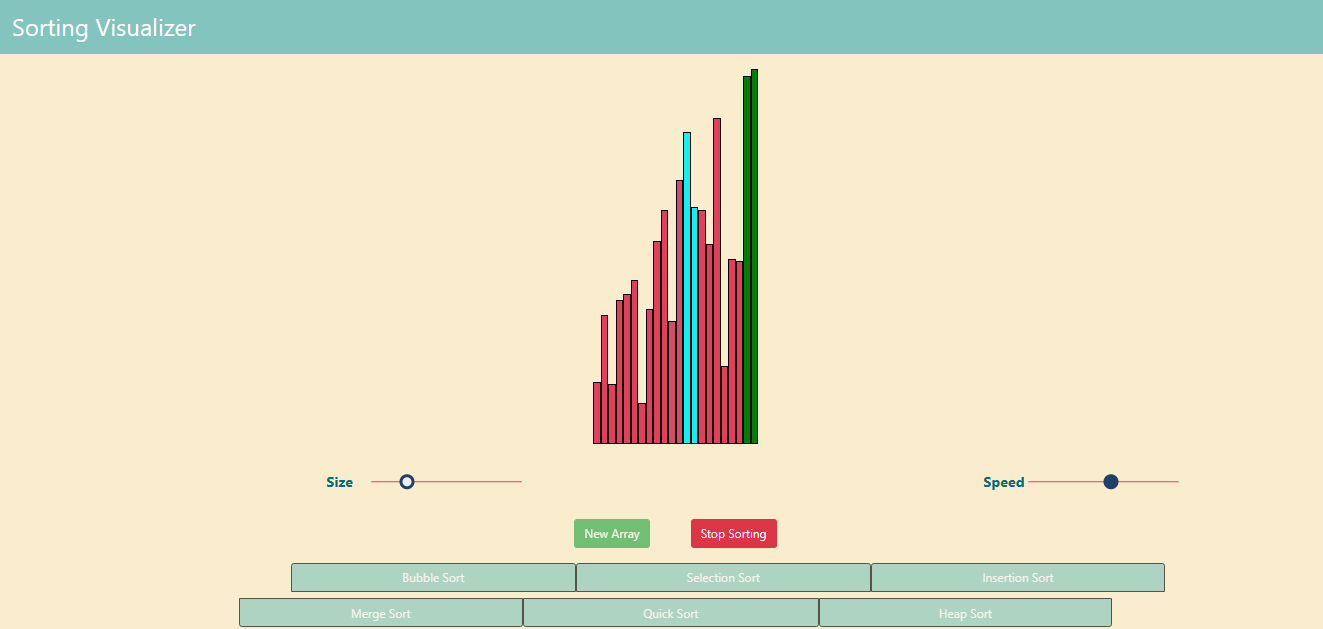 Sorting Visualizer
Size
Speed
New Array
Stop Sorting
Bubble Sort
Selection Sort
Insertion Sort
Merge Sort
Quick Sort
Heap Sort